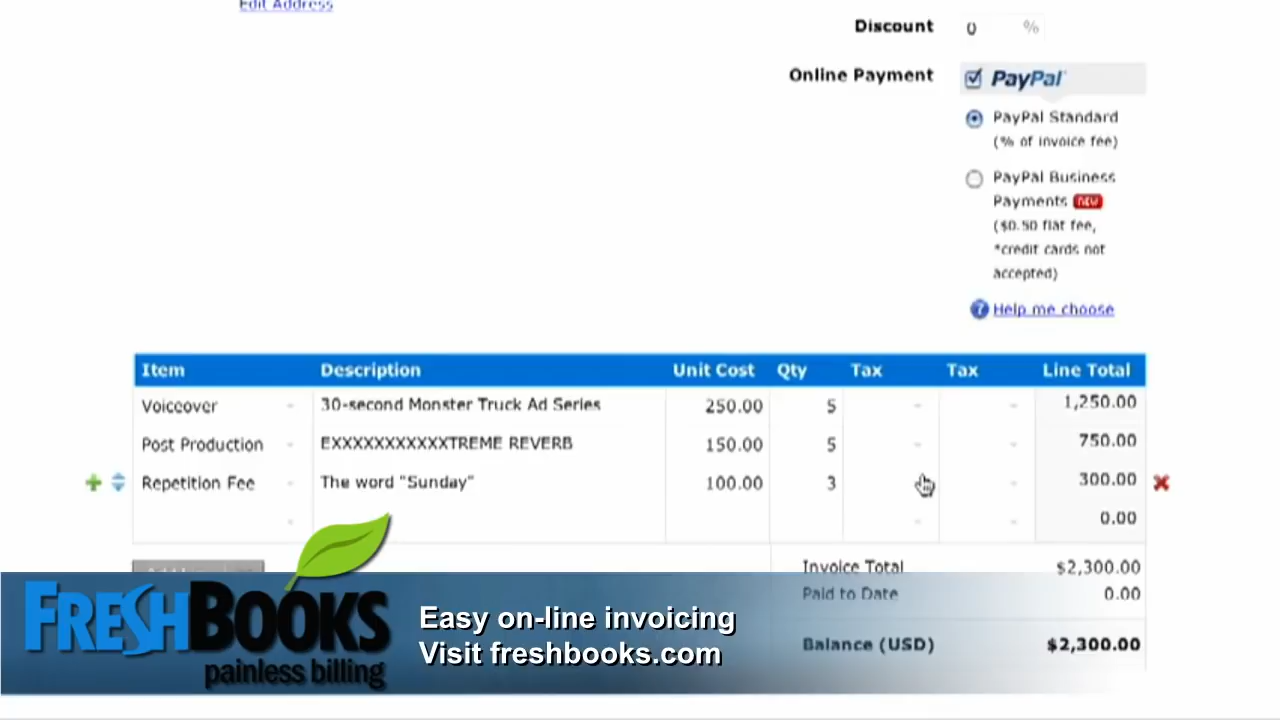 Edit Address
Discount 0 %
Online Payment PayPal
PayPal Standard
(% of invoice fee)
PayPal Business
Payments NEW
($0.50 flat fee,
*credit cards not
accepted)
? Help me choose
Item Description Unit Cost Qty Tax Tax Line Total
Voiceover 30-second Monster Truck Ad Series 250.00 5 1,250.00
Post Production EXXXXXXXXXXXTREME REVERB 150.00 5 750.00
Repetition Fee The word "Sunday" 100.00 3 300.00
0.00
Invoice Total $2,300.00
Paid to Date 0.00
Balance (USD) $2,300.00
FRESHBOOKS
painless billing
Easy on-line invoicing
Visit freshbooks.com